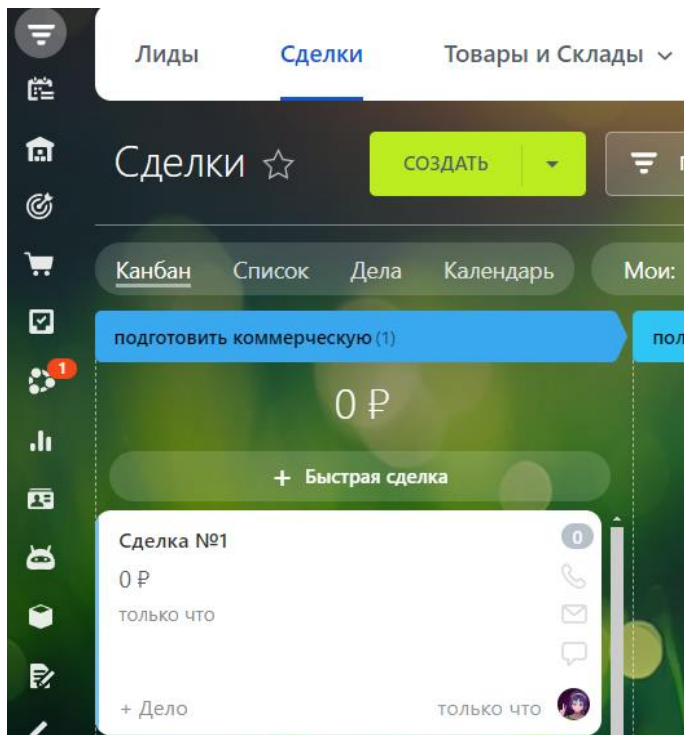 Лиды Сделки Товары и Склады
Сделки СОЗДАТЬ
Канбан Список Дела Календарь Мои:
подготовить коммерческую (1)
0 ₽
+ Быстрая сделка
Сделка №1
0
0 ₽
только что
+ Дело только что
1